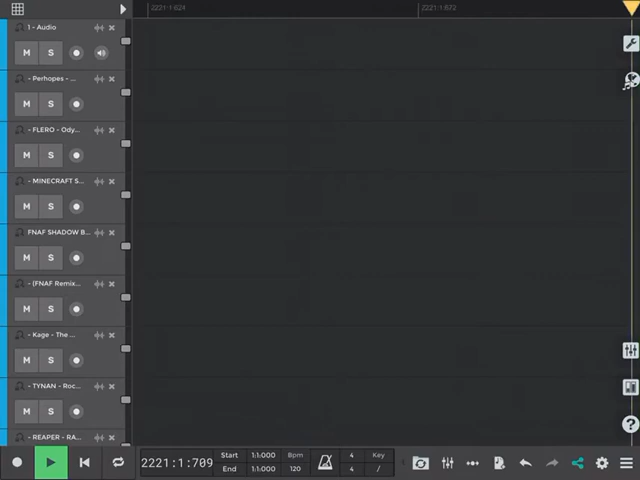 2221:1:624
2221:1:672
1 - Audio
M S
- Perhopes - ...
M S
- FLERO - Ody...
M S
- MINECRAFT S...
M S
FNAF SHADOW B...
M S
- (FNAF Remix...
M S
- Kage - The ...
M S
- TYNAN - Roc...
M S
- REAPER - RA...
2221:1:709
Start 1:1:000 Bpm 4 Key
End 1:1:000 120 4 /
?